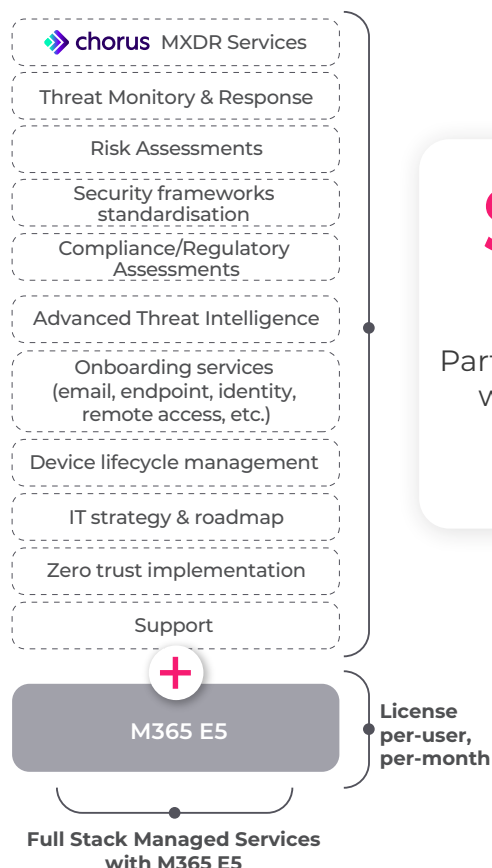 chorus MXDR Services
Threat Monitory & Response
Risk Assessments
Security frameworks
standardisation
Compliance/Regulatory
Assessments
Advanced Threat Intelligence
Onboarding services
(email, endpoint, identity,
remote access, etc.)
Device lifecycle management
IT strategy & roadmap
Zero trust implementation
Support
+
M365 E5
License
per-user,
per-month
Full Stack Managed Services
with M365 E5